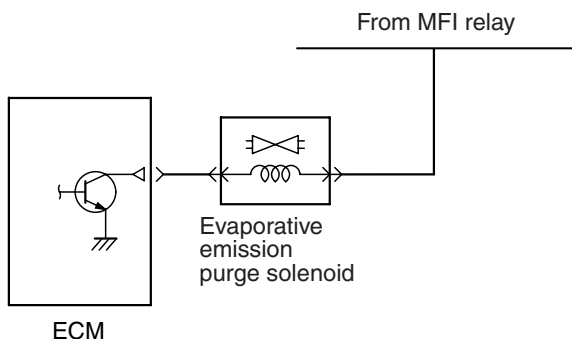 From MFI relay
Evaporative
emission
purge solenoid
ECM